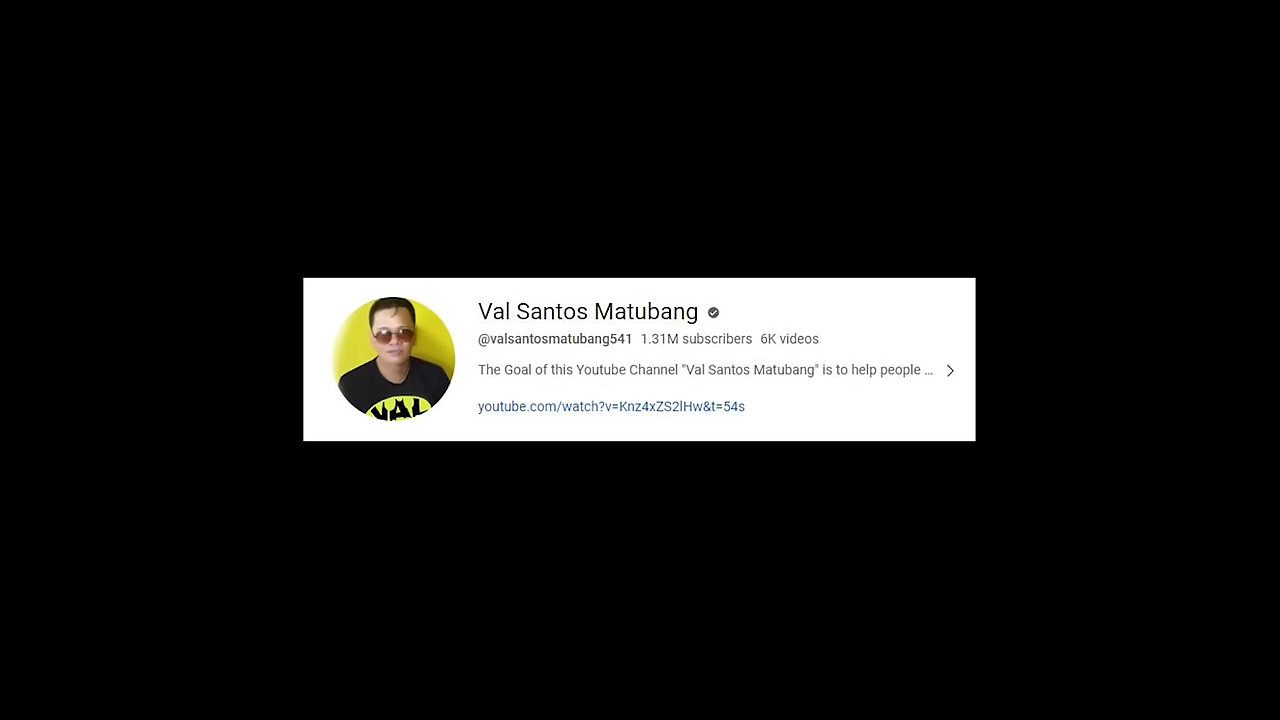 Val Santos Matubang
@valsantosmatubang541 1.31M subscribers 6K videos
The Goal of this Youtube Channel "Val Santos Matubang" is to help people ...
youtube.com/watch?v=Knz4xZS2lHw&t=54s
VAL